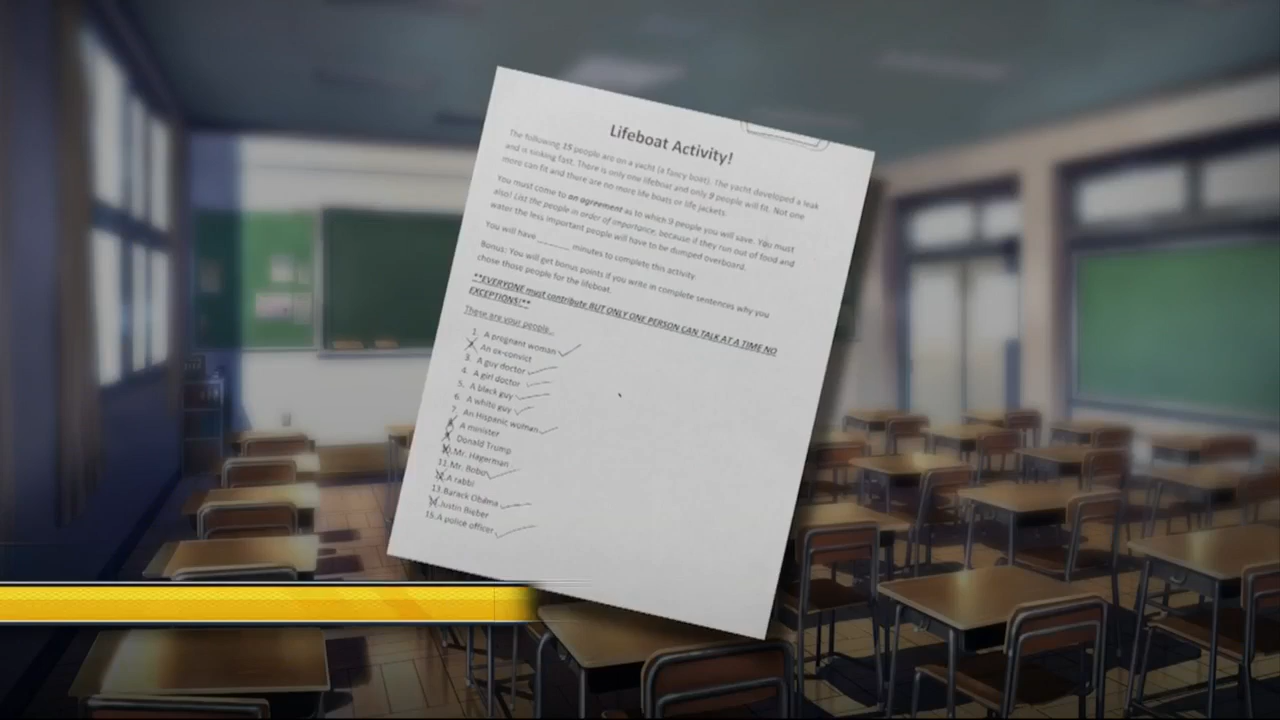 Lifeboat Activity!
The following 15 people are on a yacht (a fancy boat). The yacht developed a leak
and is sinking fast. There is only one lifeboat and only 9 people will fit. Not one
more can fit and there are no more life boats or life jackets.
You must come to an agreement as to which 9 people you will save. You must
also! List the people in order of importance, because if they run out of food and
water the less important people will have to be dumped overboard.
You will have _______ minutes to complete this activity.
Bonus: You will get bonus points if you write in complete sentences why you
chose those people for the lifeboat.
**EVERYONE must contribute BUT ONLY ONE PERSON CAN TALK AT A TIME NO
EXCEPTIONS!**
These are your people...
1. A pregnant woman
An ex-convict
3. A guy doctor
4. A girl doctor
5. A black guy
6. A white guy
7. An Hispanic woman
A minister
Donald Trump
10. Mr. Hagerman
11. Mr. Bobo
12. A rabbi
13. Barack Obama
14. Justin Bieber
15. A police officer